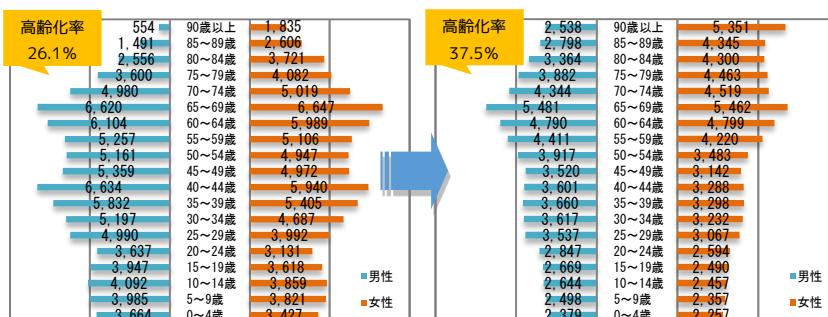 高齢化率
26.1%
554 90歳以上 1,835
1,491 85～89歳 2,606
2,556 80～84歳 3,721
3,600 75～79歳 4,082
4,980 70～74歳 5,019
6,620 65～69歳 6,647
6,104 60～64歳 5,989
5,257 55～59歳 5,106
5,161 50～54歳 4,947
5,359 45～49歳 4,972
6,634 40～44歳 5,940
5,832 35～39歳 5,405
5,197 30～34歳 4,687
4,990 25～29歳 3,992
3,637 20～24歳 3,131
3,947 15～19歳 3,618
4,092 10～14歳 3,859
3,985 5～9歳 3,821
3,664 0～4歳 3,427
男性
女性
高齢化率
37.5%
2,538 90歳以上 5,351
2,798 85～89歳 4,345
3,364 80～84歳 4,300
3,882 75～79歳 4,463
4,344 70～74歳 4,519
5,481 65～69歳 5,462
4,790 60～64歳 4,799
4,411 55～59歳 4,220
3,917 50～54歳 3,483
3,520 45～49歳 3,142
3,601 40～44歳 3,288
3,660 35～39歳 3,298
3,617 30～34歳 3,232
3,537 25～29歳 3,067
2,847 20～24歳 2,594
2,669 15～19歳 2,490
2,644 10～14歳 2,457
2,498 5～9歳 2,357
2,379 0～4歳 2,257
男性
女性